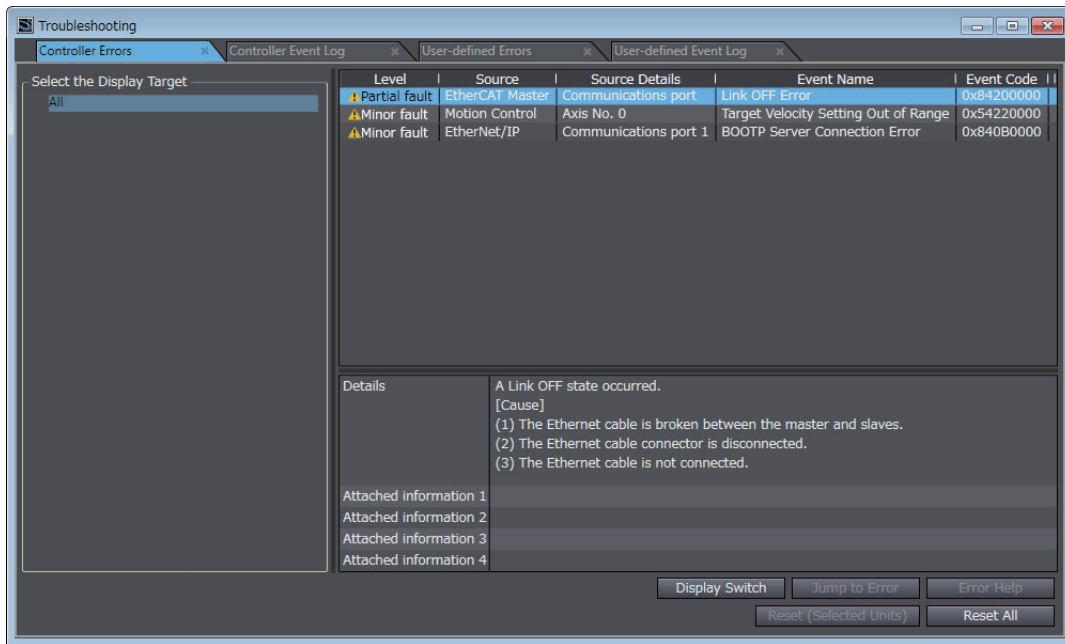 Troubleshooting
Controller Errors × Controller Event Log × User-defined Errors × User-defined Event Log ×
Select the Display Target
All
Level Source Source Details Event Name Event Code
Partial fault EtherCAT Master Communications port Link OFF Error 0x84200000
Minor fault Motion Control Axis No. 0 Target Velocity Setting Out of Range 0x54220000
Minor fault EtherNet/IP Communications port 1 BOOTP Server Connection Error 0x840B0000
Details A Link OFF state occurred.
[Cause]
(1) The Ethernet cable is broken between the master and slaves.
(2) The Ethernet cable connector is disconnected.
(3) The Ethernet cable is not connected.
Attached information 1
Attached information 2
Attached information 3
Attached information 4
Display Switch Jump to Error Error Help
Reset (Selected Units) Reset All